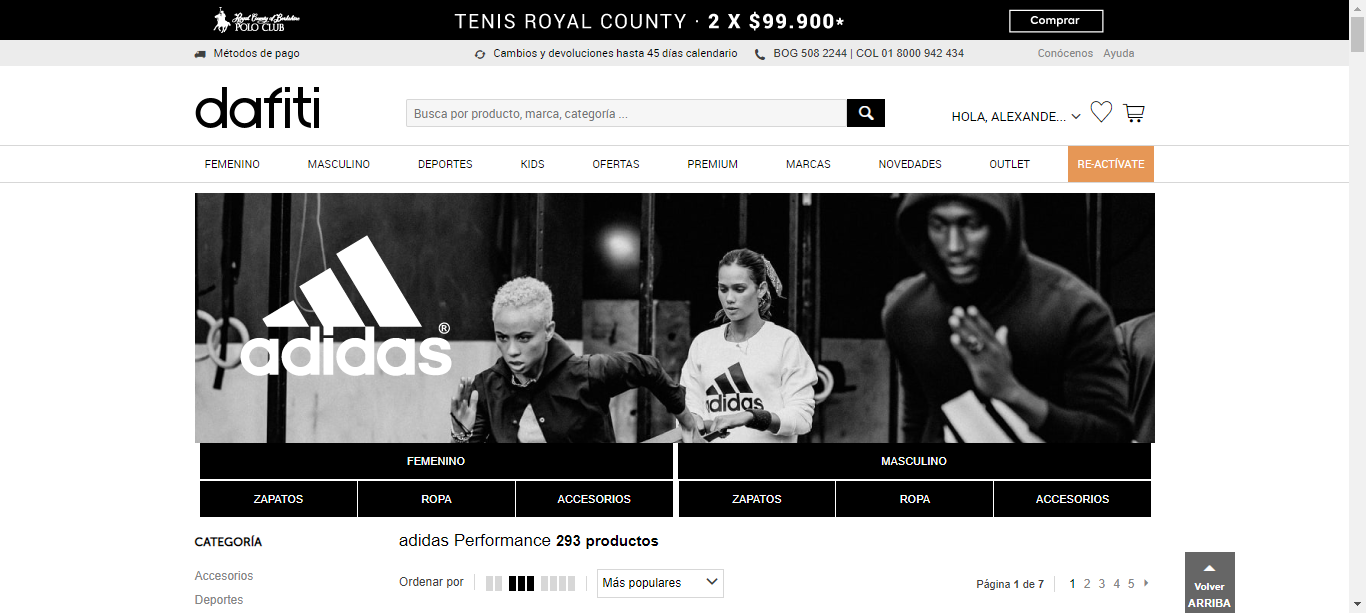 Royal County of Berkshire
POLO CLUB
TENIS ROYAL COUNTY · 2 X $99.900*
Comprar
Métodos de pago
Cambios y devoluciones hasta 45 días calendario
BOG 508 2244 | COL 01 8000 942 434
Conócenos Ayuda
dafiti
Busca por producto, marca, categoría ...
HOLA, ALEXANDE...
FEMENINO MASCULINO DEPORTES KIDS OFERTAS PREMIUM MARCAS NOVEDADES OUTLET RE-ACTÍVATE
adidas®
adidas
FEMENINO MASCULINO
ZAPATOS ROPA ACCESORIOS ZAPATOS ROPA ACCESORIOS
CATEGORÍA
adidas Performance 293 productos
Accesorios
Ordenar por
Más populares
Página 1 de 7
1 2 3 4 5
Deportes
Volver
ARRIBA